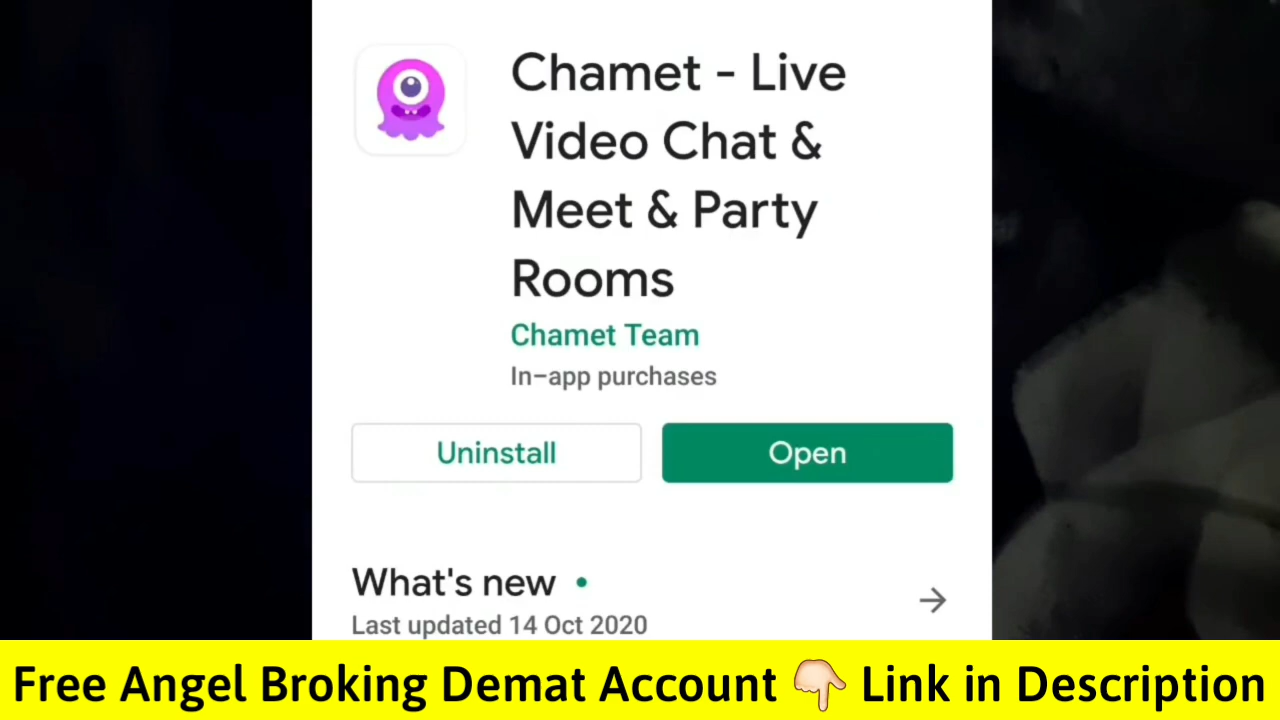 Chamet - Live
Video Chat &
Meet & Party
Rooms
Chamet Team
In-app purchases
Uninstall
Open
What's new
Last updated 14 Oct 2020
Free Angel Broking Demat Account 👇 Link in Description